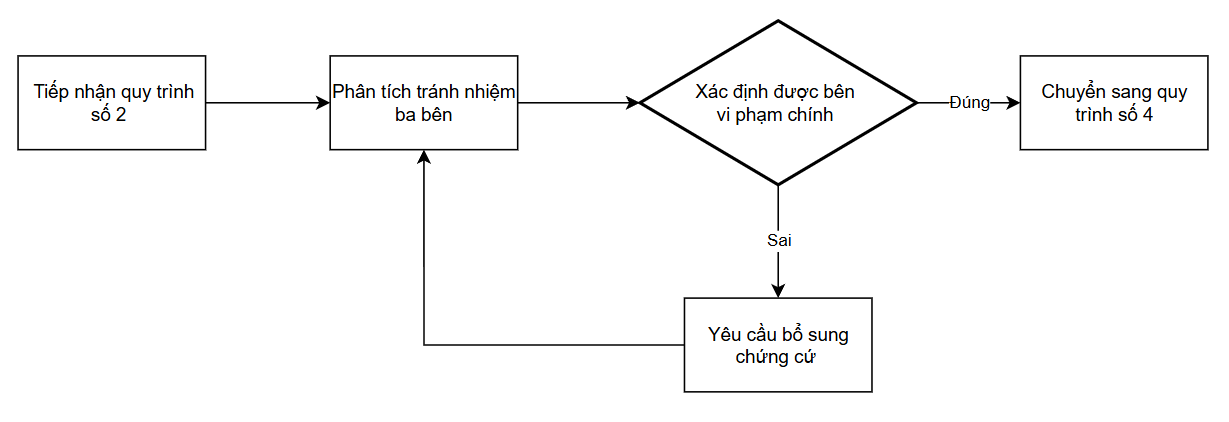 Tiếp nhận quy trình
số 2
Phân tích tránh nhiệm
ba bên
Xác định được bên
vi phạm chính
Đúng
Chuyển sang quy
trình số 4
Sai
Yêu cầu bổ sung
chứng cứ